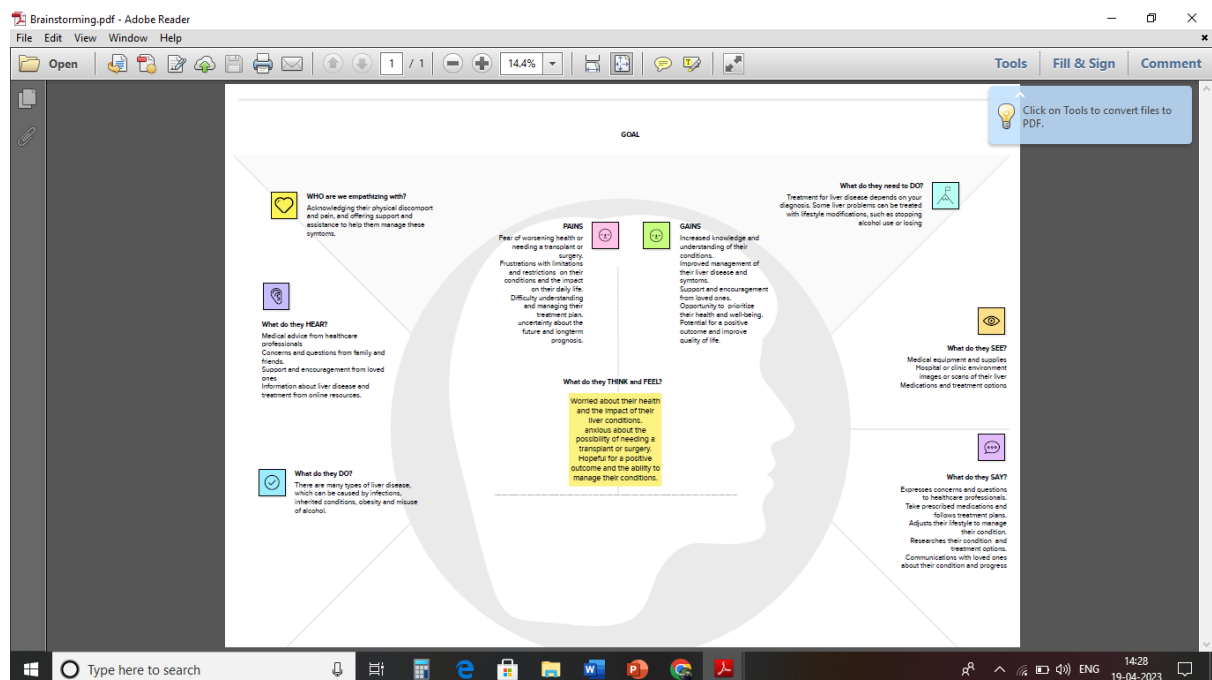 Brainstorming.pdf - Adobe Reader
File Edit View Window Help
Open
1 / 1
14.4%
Tools
Fill & Sign
Comment
Click on Tools to convert files to
PDF.
GOAL
WHO are we empathizing with?
Acknowledging their physical discomport
and pain, and offering support and
assistance to help them manage these
symtoms.
What do they need to DO?
Treatment for liver disease depends on your
diagnosis. Some liver problems can be treated
with lifestyle modifications, such as stopping
alcohol use or losing
PAINS
Fear of worsening health or
needing a transplant or
surgery.
Frustrations with limitations
and restrictions on their
conditions and the impact
on their daily life.
Difficulty understanding
and managing their
treatment plan.
uncertainty about the
future and longterm
prognosis.
GAINS
Increased knowledge and
understanding of their
conditions.
Improved management of
their liver disease and
symtoms.
Support and encouragement
from loved ones.
Opportunity to prioritize
their health and well-being.
Potential for a positive
outcome and improve
quality of life.
What do they HEAR?
Medical advice from healthcare
professionals
Concerns and questions from family and
friends.
Support and encouragement from loved
ones
Information about liver disease and
treatment from online resources.
What do they SEE?
Medical equipment and supplies
Hospital or clinic environment
images or scans of their liver
Medications and treatment options
What do they THINK and FEEL?
Worried about their health
and the impact of their
liver conditions.
anxious about the
possibility of needing a
transplant or surgery.
Hopeful for a positive
outcome and the ability to
manage their conditions.
What do they DO?
There are many types of liver disease,
which can be caused by infections,
inherited conditions, obesity and misuse
of alcohol.
What do they SAY?
Expresses concerns and questions
to healthcare professionals.
Take prescribed medications and
follows treatment plans.
Adjusts their lifestyle to manage
their condition.
Researches their condition and
treatment options.
Communications with loved ones
about their condition and progress
Type here to search
ENG
14:28
19-04-2023